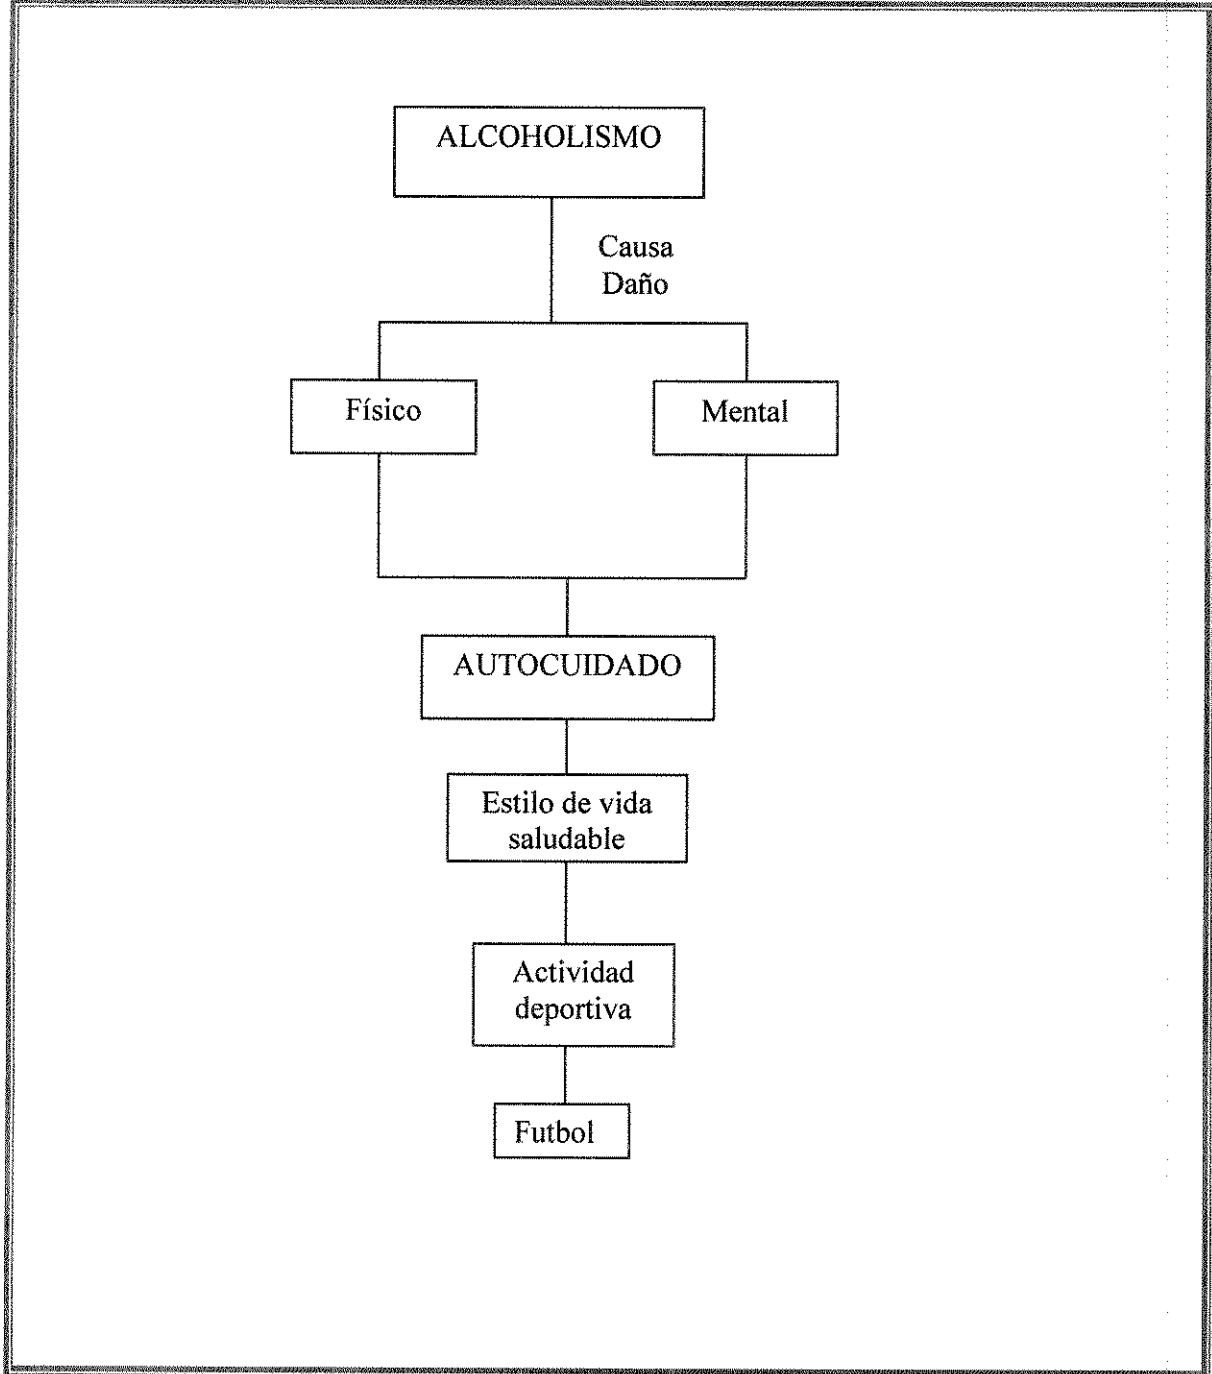 ALCOHOLISMO
Causa
Daño
Físico
Mental
AUTOCUIDADO
Estilo de vida
saludable
Actividad
deportiva
Futbol